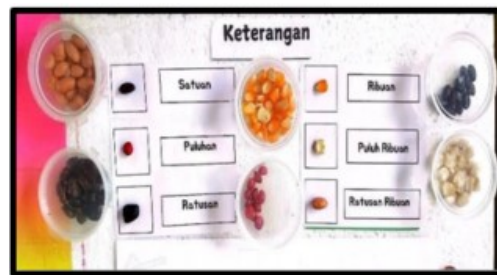 Keterangan
Satuan
Puluhan
Ratusan
Ribuan
Puluh Ribuan
Ratusan Ribuan